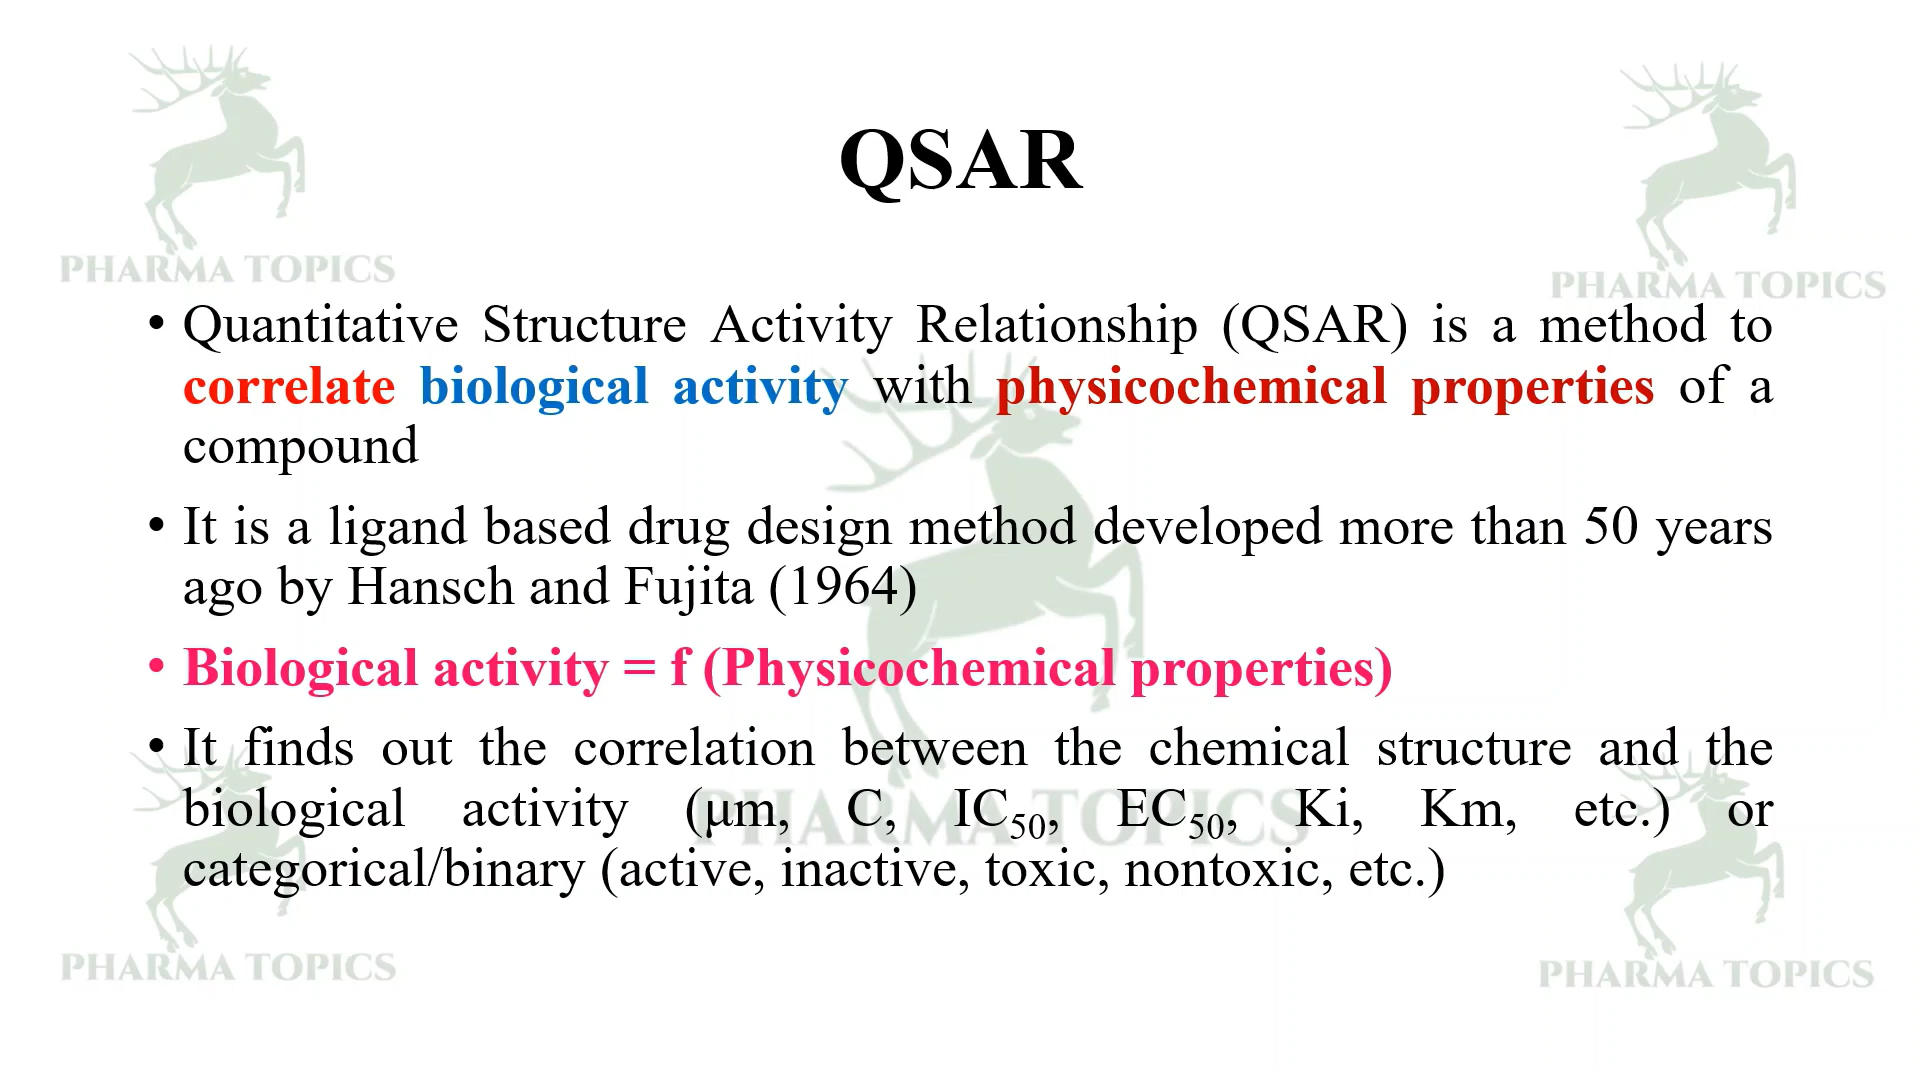 PHARMA TOPICS
PHARMA TOPICS
QSAR
• Quantitative Structure Activity Relationship (QSAR) is a method to
correlate biological activity with physicochemical properties of a
compound
• It is a ligand based drug design method developed more than 50 years
ago by Hansch and Fujita (1964)
• Biological activity = f (Physicochemical properties)
• It finds out the correlation between the chemical structure and the
biological activity (μm, C, IC50, EC50, Ki, Km, etc.) or
categorical/binary (active, inactive, toxic, nontoxic, etc.)
PHARMA TOPICS
PHARMA TOPICS
PHARMA TOPICS